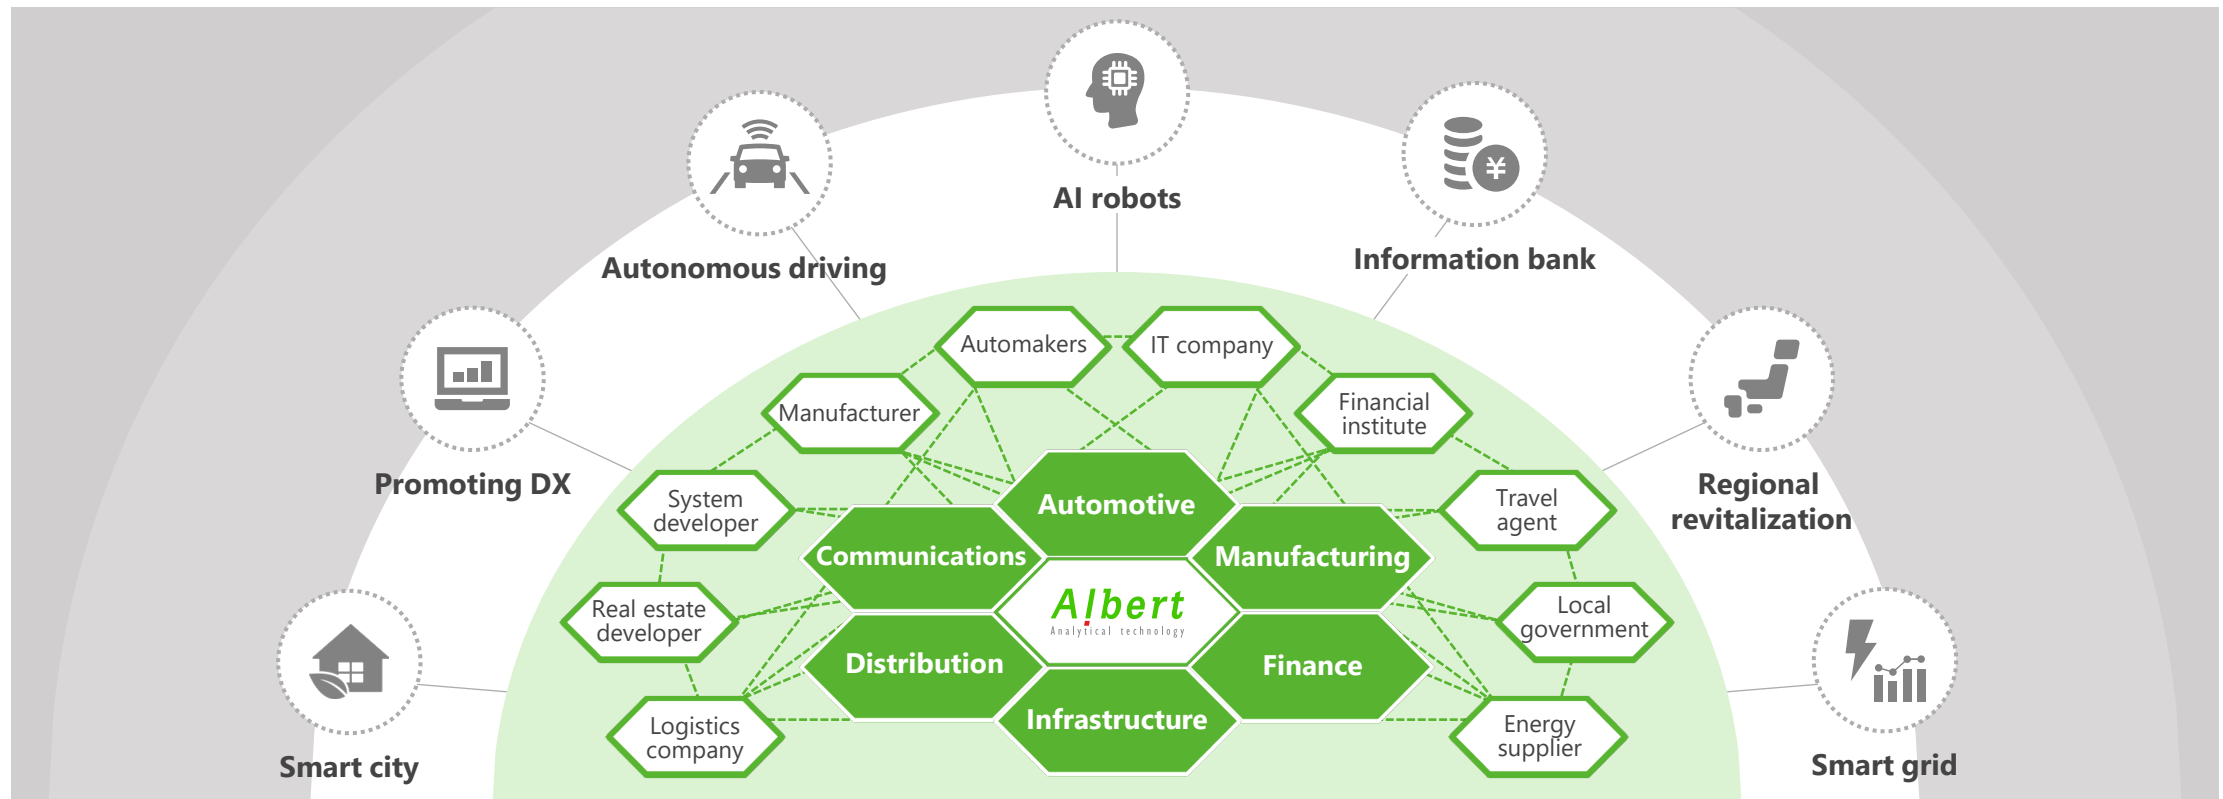 AI robots
Autonomous driving
Information bank
Promoting DX
Regional
revitalization
Smart city
Smart grid
Automakers
IT company
Manufacturer
Financial
institute
System
developer
Travel
agent
Real estate
developer
Local
government
Logistics
company
Energy
supplier
Automotive
Communications
Manufacturing
Albert
Analytical technology
Distribution
Finance
Infrastructure
¥